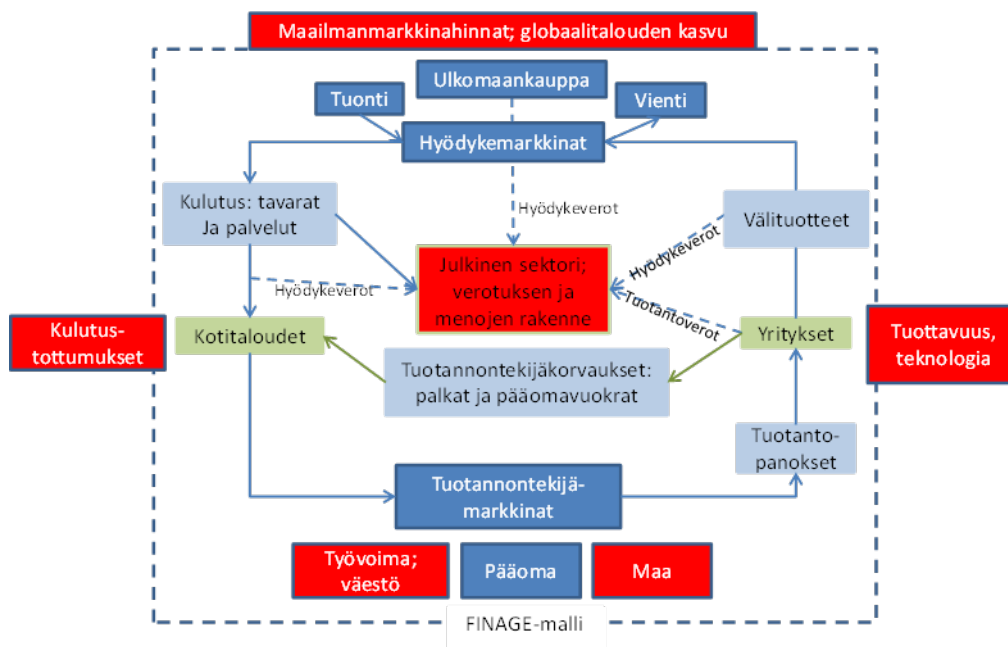 Maailmanmarkkinahinnat; globaalitalouden kasvu
Ulkomaankauppa
Tuonti
Vienti
Hyödykemarkkinat
Kulutus: tavarat
Ja palvelut
Hyödykeverot
Välituotteet
Hyödykeverot
Julkinen sektori;
verotuksen ja
menojen rakenne
Hyödykeverot
Tuotantoverot
Kulutus-
tottumukset
Kotitaloudet
Yritykset
Tuottavuus,
teknologia
Tuotannontekijäkorvaukset:
palkat ja pääomavuokrat
Tuotanto-
panokset
Tuotannontekijä-
markkinat
Työvoima;
väestö
Pääoma
Maa
FINAGE-malli